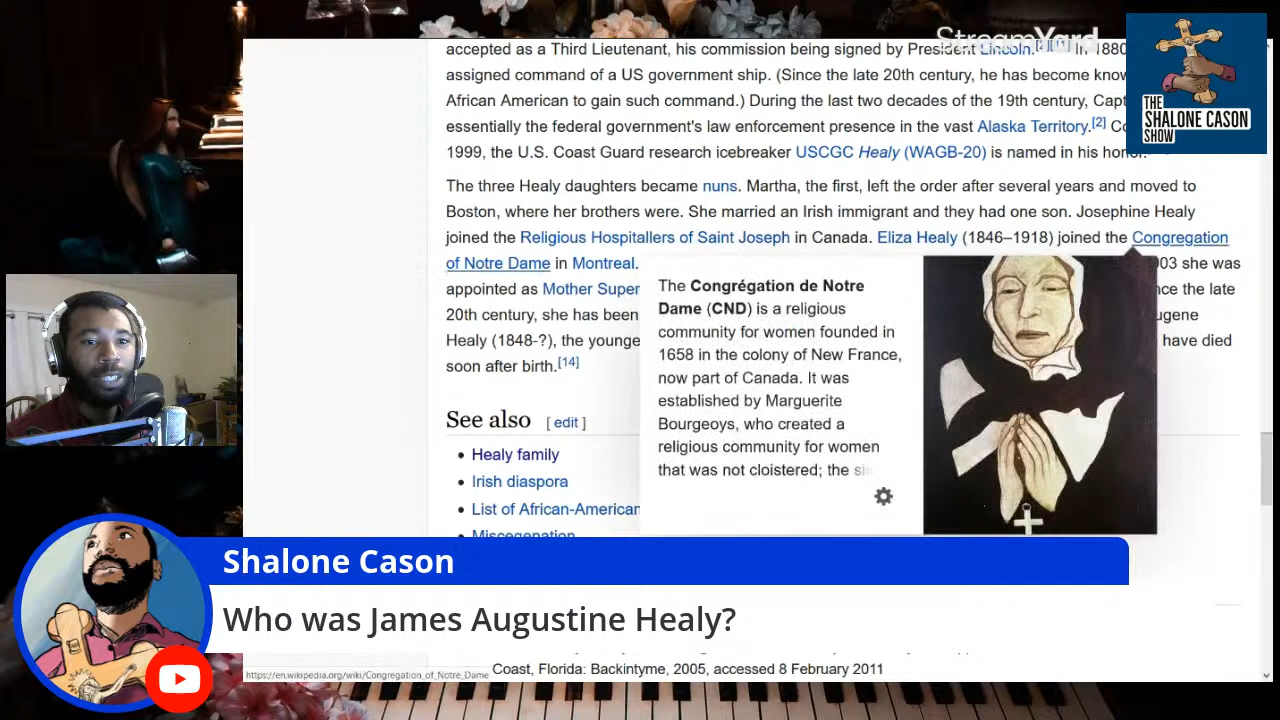 StreamYard
THE
SHALONE CASON
SHOW
accepted as a Third Lieutenant, his commission being signed by President Lincoln.[2][1] In 1880
assigned command of a US government ship. (Since the late 20th century, he has become know
African American to gain such command.) During the last two decades of the 19th century, Capt
essentially the federal government's law enforcement presence in the vast Alaska Territory.[2] Co
1999, the U.S. Coast Guard research icebreaker USCGC Healy (WAGB-20) is named in his honor.
The three Healy daughters became nuns. Martha, the first, left the order after several years and moved to
Boston, where her brothers were. She married an Irish immigrant and they had one son. Josephine Healy
joined the Religious Hospitallers of Saint Joseph in Canada. Eliza Healy (1846–1918) joined the Congregation
of Notre Dame in Montreal. 03 she was
appointed as Mother Super nce the late
20th century, she has been ugene
Healy (1848-?), the younge have died
soon after birth.[14]
The Congrégation de Notre
Dame (CND) is a religious
community for women founded in
1658 in the colony of New France,
now part of Canada. It was
established by Marguerite
Bourgeoys, who created a
religious community for women
that was not cloistered; the si
See also [ edit ]
• Healy family
• Irish diaspora
• List of African-American
• Miscegenation
Shalone Cason
Who was James Augustine Healy?
Coast, Florida: Backintyme, 2005, accessed 8 February 2011
https://en.wikipedia.org/wiki/Congregation_of_Notre_Dame